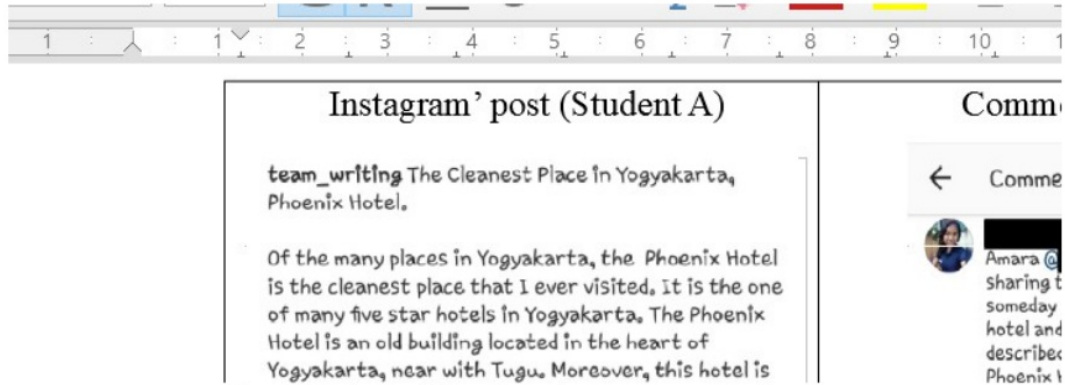 1 1 2 3 4 5 6 7 8 9 10 1
Instagram' post (Student A)
team_writing The Cleanest Place in Yogyakarta,
Phoenix Hotel.
Of the many places in Yogyakarta, the Phoenix Hotel
is the cleanest place that I ever visited. It is the one
of many five star hotels in Yogyakarta. The Phoenix
Hotel is an old building located in the heart of
Yogyakarta, near with Tugu. Moreover, this hotel is
Comm
Comme
Amara @
sharing t
someday
hotel and
described
Phoenix